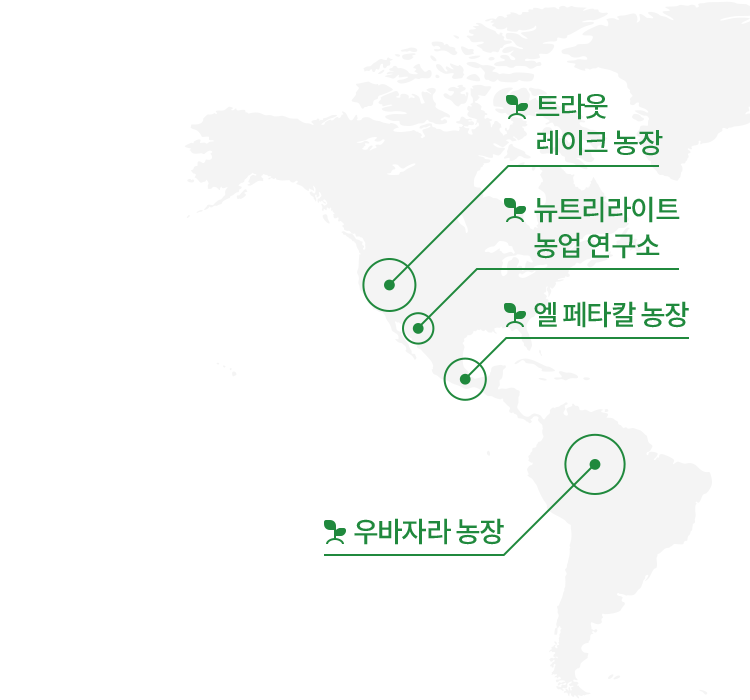 트라웃
레이크 농장
뉴트리라이트
농업 연구소
엘 페타칼 농장
우바자라 농장